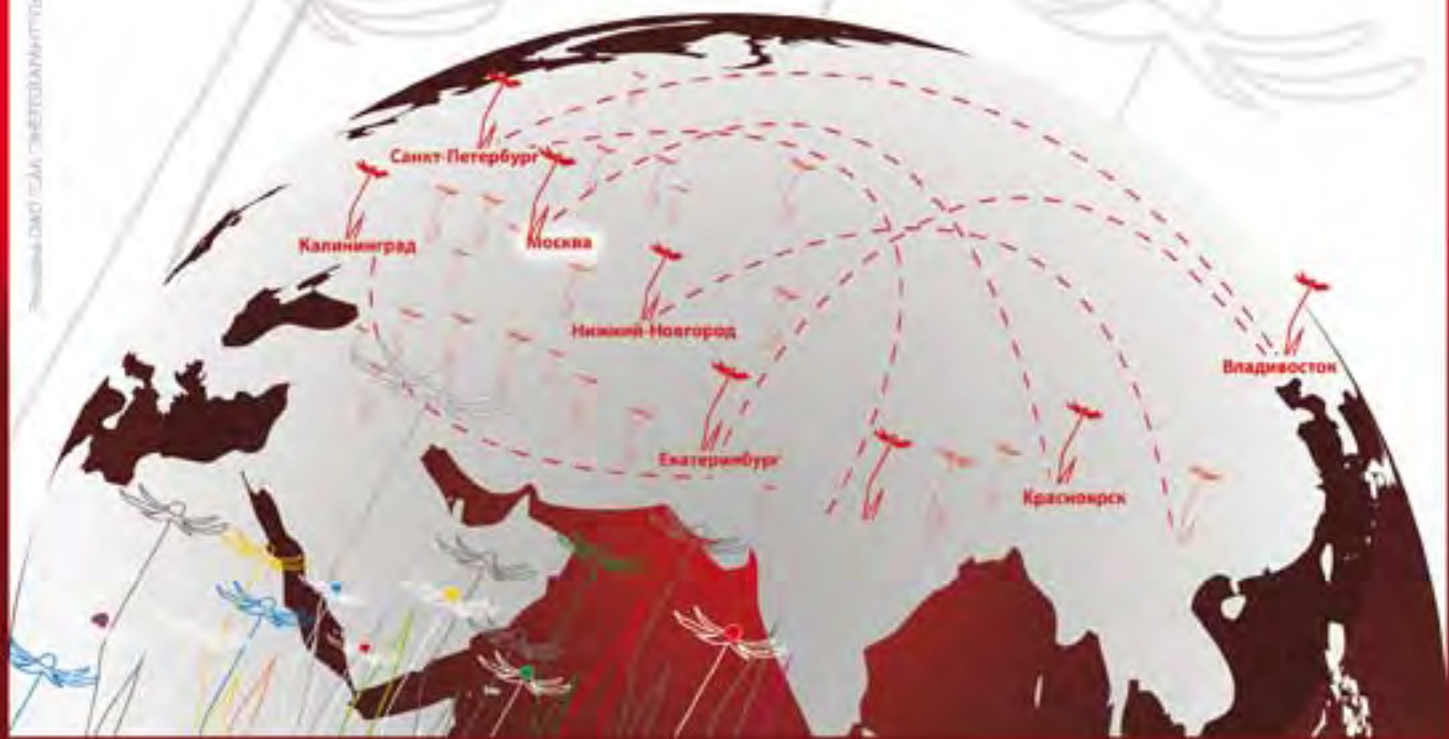 Санкт-Петербург
Калининград
Москва
Нижний-Новгород
Владивосток
Екатеринбург
Красноярск